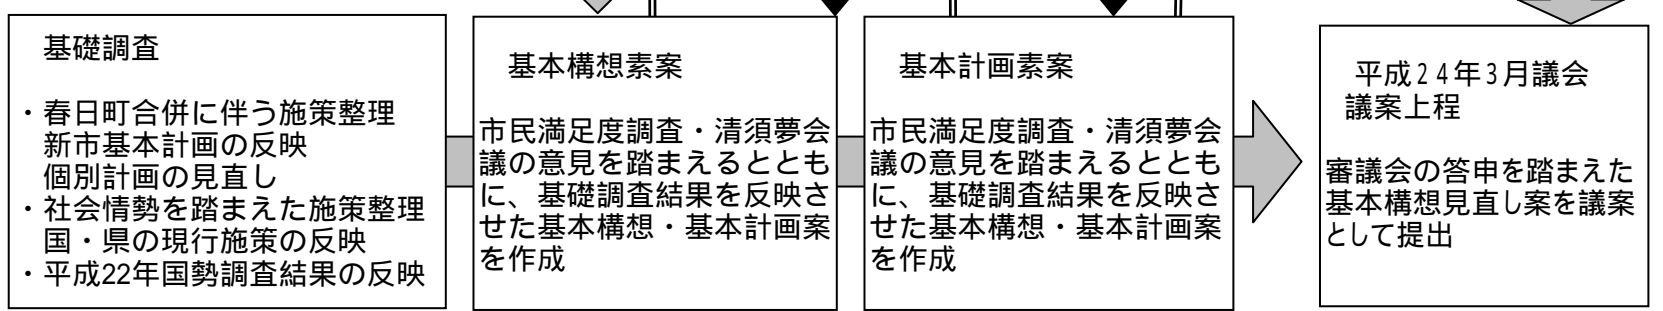 基礎調査
・春日町合併に伴う施策整理
新市基本計画の反映
個別計画の見直し
・社会情勢を踏まえた施策整理
国・県の現行施策の反映
・平成22年国勢調査結果の反映
基本構想素案
市民満足度調査・清須夢会
議の意見を踏まえるととも
に、基礎調査結果を反映さ
せた基本構想・基本計画案
を作成
基本計画素案
市民満足度調査・清須夢会
議の意見を踏まえるととも
に、基礎調査結果を反映さ
せた基本構想・基本計画案
を作成
平成24年3月議会
議案上程
審議会の答申を踏まえた
基本構想見直し案を議案
として提出